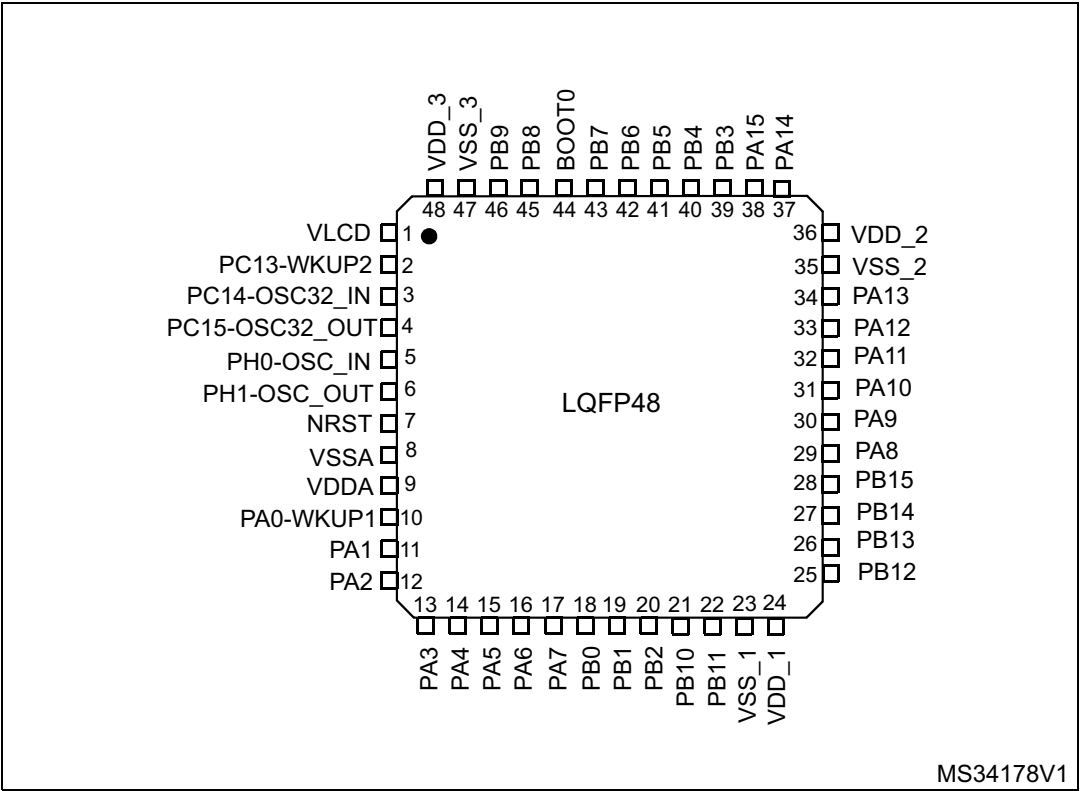 VDD_3
VSS_3
PB9
PB8
BOOT0
PB7
PB6
PB5
PB4
PB3
PA15
PA14
48 47 46 45 44 43 42 41 40 39 38 37
VLCD 1
PC13-WKUP2 2
PC14-OSC32_IN 3
PC15-OSC32_OUT 4
PH0-OSC_IN 5
PH1-OSC_OUT 6
NRST 7
VSSA 8
VDDA 9
PA0-WKUP1 10
PA1 11
PA2 12
LQFP48
36 VDD_2
35 VSS_2
34 PA13
33 PA12
32 PA11
31 PA10
30 PA9
29 PA8
28 PB15
27 PB14
26 PB13
25 PB12
13 14 15 16 17 18 19 20 21 22 23 24
PA3
PA4
PA5
PA6
PA7
PB0
PB1
PB2
PB10
PB11
VSS_1
VDD_1
MS34178V1